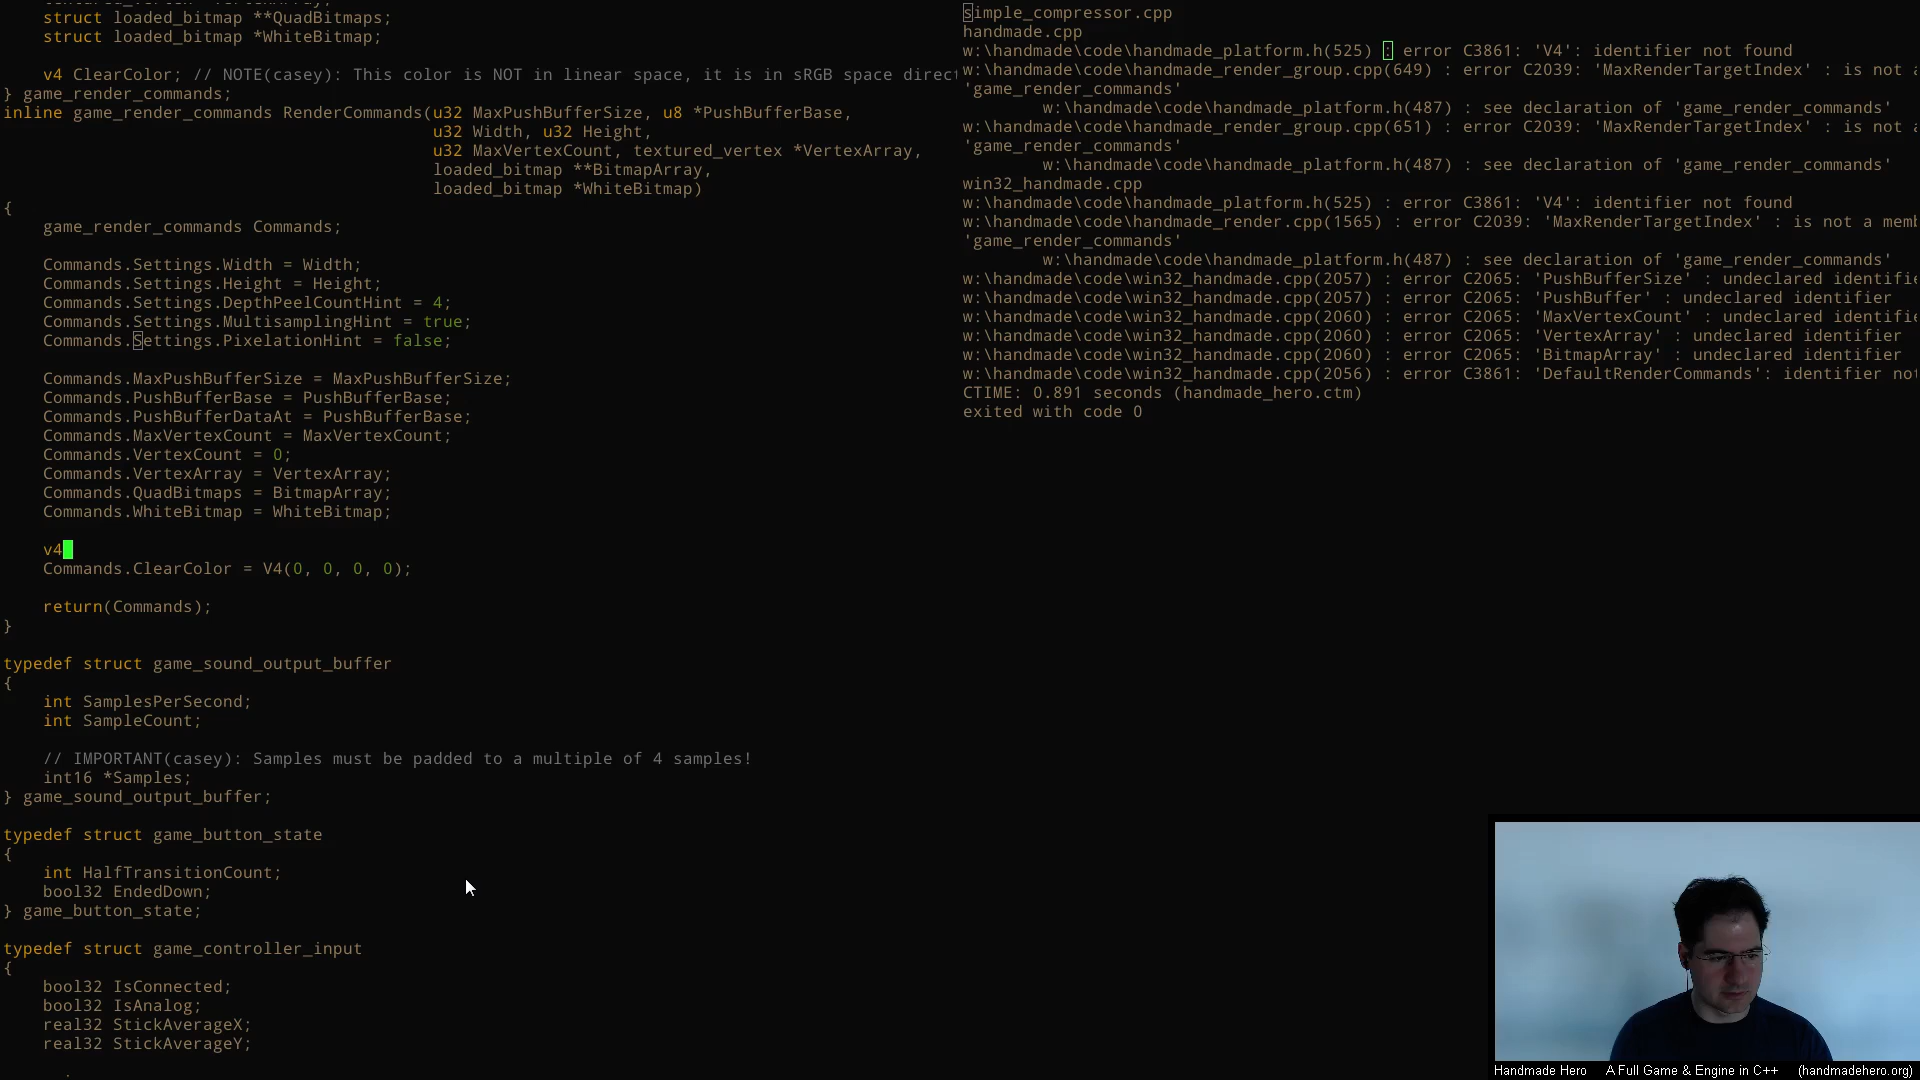 struct loaded_bitmap **QuadBitmaps;
struct loaded_bitmap *WhiteBitmap;
v4 ClearColor; // NOTE(casey): This color is NOT in linear space, it is in sRGB space direct
} game_render_commands;
inline game_render_commands RenderCommands(u32 MaxPushBufferSize, u8 *PushBufferBase,
u32 Width, u32 Height,
u32 MaxVertexCount, textured_vertex *VertexArray,
loaded_bitmap **BitmapArray,
loaded_bitmap *WhiteBitmap)
{
game_render_commands Commands;
Commands.Settings.Width = Width;
Commands.Settings.Height = Height;
Commands.Settings.DepthPeelCountHint = 4;
Commands.Settings.MultisamplingHint = true;
Commands.Settings.PixelationHint = false;
Commands.MaxPushBufferSize = MaxPushBufferSize;
Commands.PushBufferBase = PushBufferBase;
Commands.PushBufferDataAt = PushBufferBase;
Commands.MaxVertexCount = MaxVertexCount;
Commands.VertexCount = 0;
Commands.VertexArray = VertexArray;
Commands.QuadBitmaps = BitmapArray;
Commands.WhiteBitmap = WhiteBitmap;
v4
Commands.ClearColor = V4(0, 0, 0, 0);
return(Commands);
}
typedef struct game_sound_output_buffer
{
int SamplesPerSecond;
int SampleCount;
// IMPORTANT(casey): Samples must be padded to a multiple of 4 samples!
int16 *Samples;
} game_sound_output_buffer;
typedef struct game_button_state
{
int HalfTransitionCount;
bool32 EndedDown;
} game_button_state;
typedef struct game_controller_input
{
bool32 IsConnected;
bool32 IsAnalog;
real32 StickAverageX;
real32 StickAverageY;
simple_compressor.cpp
handmade.cpp
w:\handmade\code\handmade_platform.h(525) : error C3861: 'V4': identifier not found
w:\handmade\code\handmade_render_group.cpp(649) : error C2039: 'MaxRenderTargetIndex' : is not a
'game_render_commands'
w:\handmade\code\handmade_platform.h(487) : see declaration of 'game_render_commands'
w:\handmade\code\handmade_render_group.cpp(651) : error C2039: 'MaxRenderTargetIndex' : is not a
'game_render_commands'
w:\handmade\code\handmade_platform.h(487) : see declaration of 'game_render_commands'
win32_handmade.cpp
w:\handmade\code\handmade_platform.h(525) : error C3861: 'V4': identifier not found
w:\handmade\code\handmade_render.cpp(1565) : error C2039: 'MaxRenderTargetIndex' : is not a memb
'game_render_commands'
w:\handmade\code\handmade_platform.h(487) : see declaration of 'game_render_commands'
w:\handmade\code\win32_handmade.cpp(2057) : error C2065: 'PushBufferSize' : undeclared identifie
w:\handmade\code\win32_handmade.cpp(2057) : error C2065: 'PushBuffer' : undeclared identifier
w:\handmade\code\win32_handmade.cpp(2060) : error C2065: 'MaxVertexCount' : undeclared identifie
w:\handmade\code\win32_handmade.cpp(2060) : error C2065: 'VertexArray' : undeclared identifier
w:\handmade\code\win32_handmade.cpp(2060) : error C2065: 'BitmapArray' : undeclared identifier
w:\handmade\code\win32_handmade.cpp(2056) : error C3861: 'DefaultRenderCommands': identifier not
CTIME: 0.891 seconds (handmade_hero.ctm)
exited with code 0
Handmade Hero A Full Game & Engine in C++ (handmadehero.org)